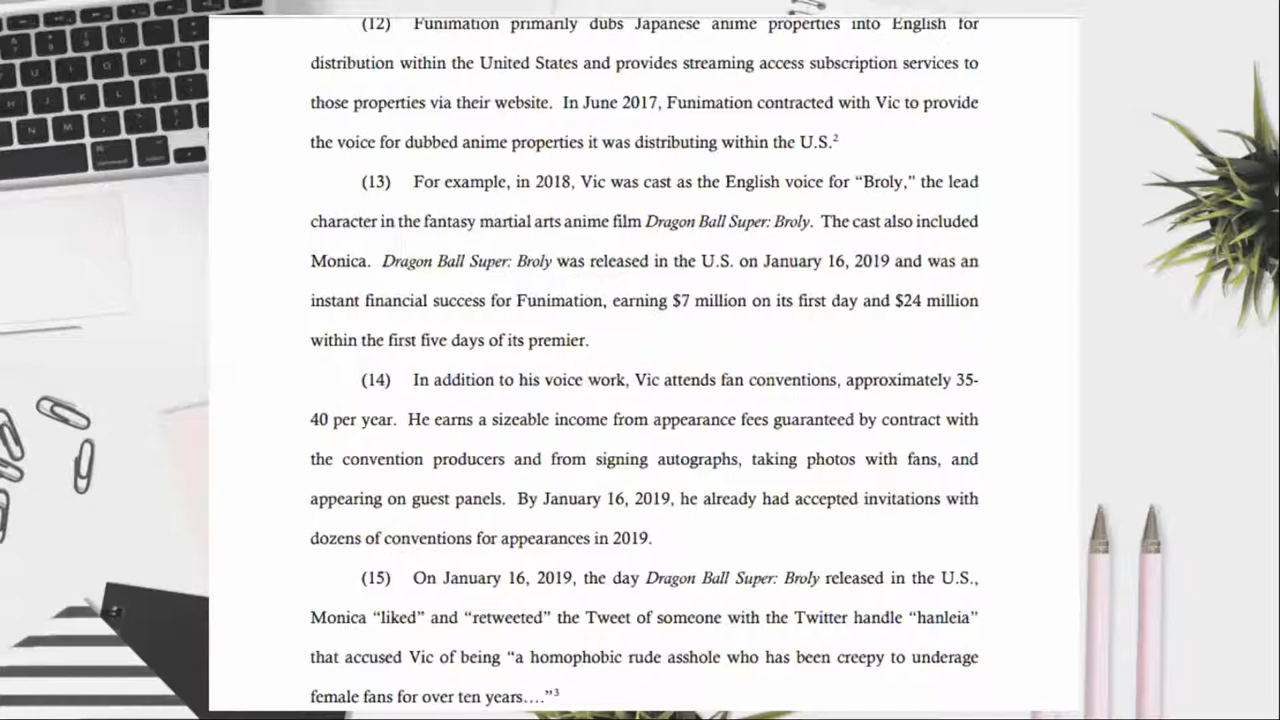 (12) Funimation primarily dubs Japanese anime properties into English for
distribution within the United States and provides streaming access subscription services to
those properties via their website. In June 2017, Funimation contracted with Vic to provide
the voice for dubbed anime properties it was distributing within the U.S.²
(13) For example, in 2018, Vic was cast as the English voice for “Broly,” the lead
character in the fantasy martial arts anime film Dragon Ball Super: Broly. The cast also included
Monica. Dragon Ball Super: Broly was released in the U.S. on January 16, 2019 and was an
instant financial success for Funimation, earning $7 million on its first day and $24 million
within the first five days of its premier.
(14) In addition to his voice work, Vic attends fan conventions, approximately 35-
40 per year. He earns a sizeable income from appearance fees guaranteed by contract with
the convention producers and from signing autographs, taking photos with fans, and
appearing on guest panels. By January 16, 2019, he already had accepted invitations with
dozens of conventions for appearances in 2019.
(15) On January 16, 2019, the day Dragon Ball Super: Broly released in the U.S.,
Monica “liked” and “retweeted” the Tweet of someone with the Twitter handle “hanleia”
that accused Vic of being “a homophobic rude asshole who has been creepy to underage
female fans for over ten years….”³